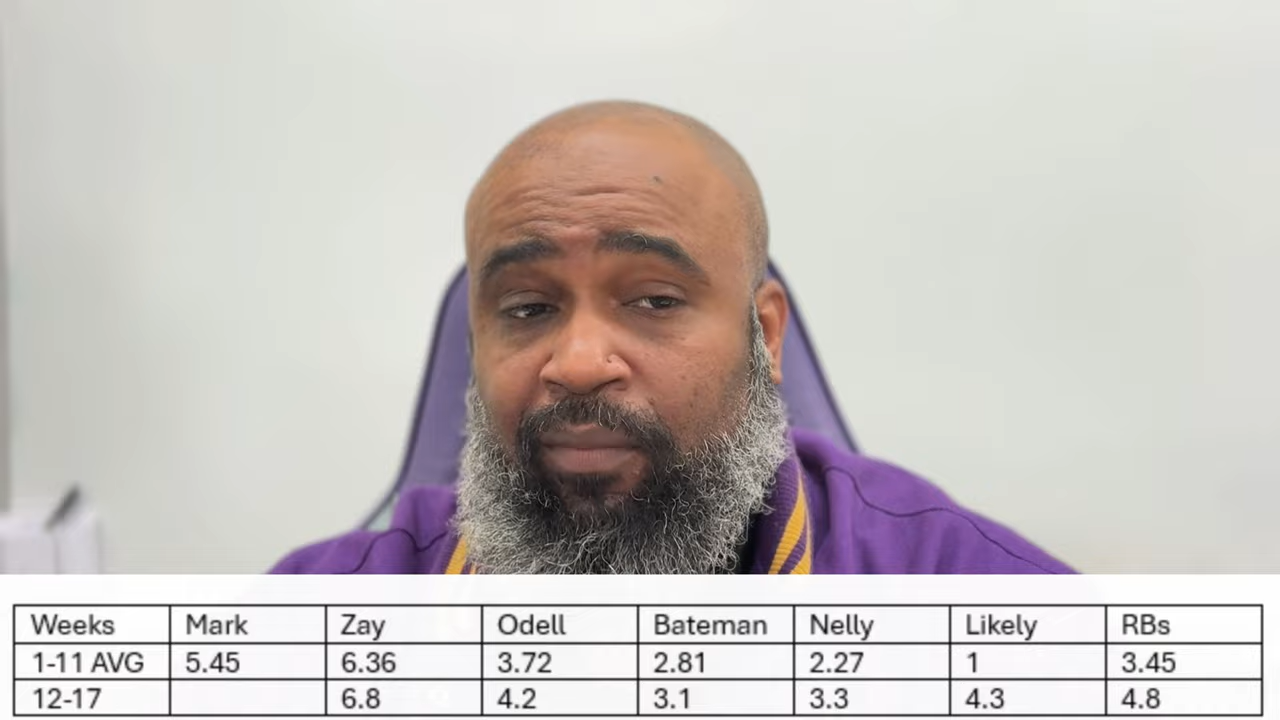 Weeks Mark Zay Odell Bateman Nelly Likely RBs
1-11 AVG 5.45 6.36 3.72 2.81 2.27 1 3.45
12-17 6.8 4.2 3.1 3.3 4.3 4.8